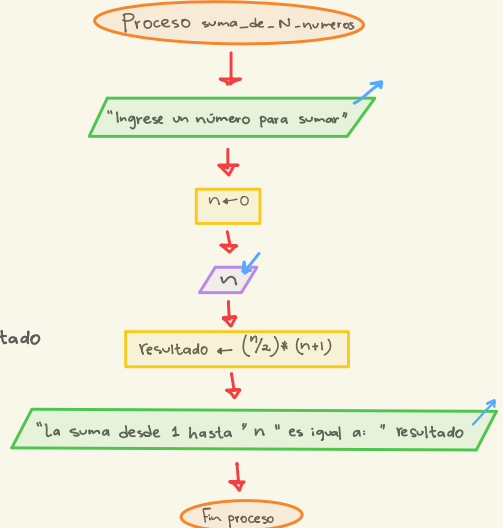 Proceso suma_de_N_numeros
"Ingrese un número para sumar"
n ← 0
n
tado
resultado ← (n/2)* (n+1)
"La suma desde 1 hasta " n " es igual a: " resultado
Fin proceso